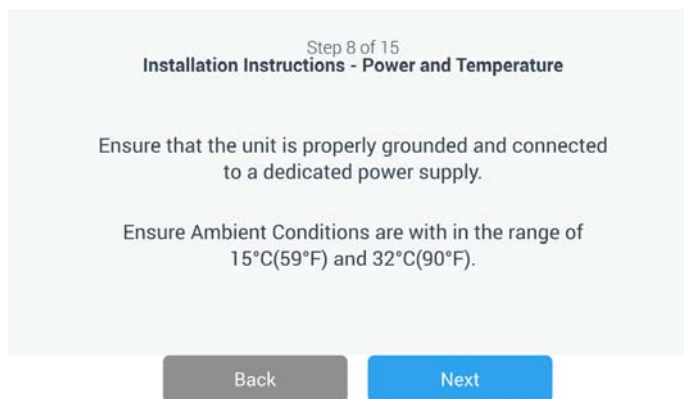 Step 8 of 15
Installation Instructions - Power and Temperature
Ensure that the unit is properly grounded and connected
to a dedicated power supply.
Ensure Ambient Conditions are with in the range of
15°C(59°F) and 32°C(90°F).
Back Next